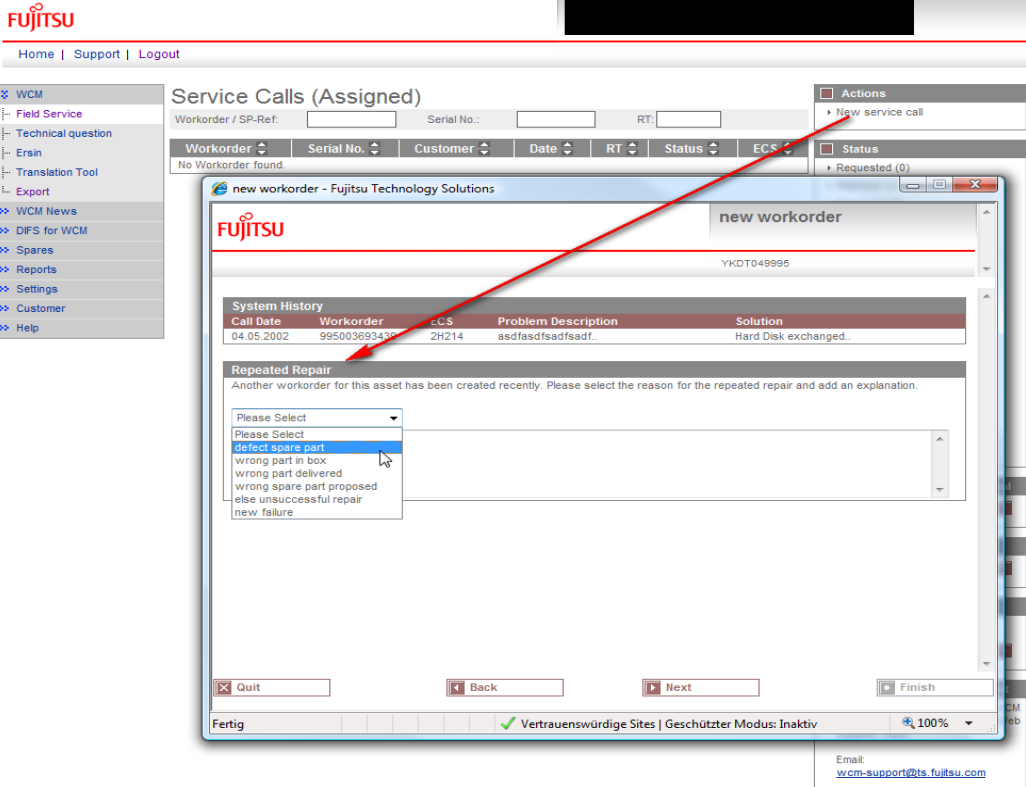 FUJITSU
Home | Support | Logout
WCM
Field Service
Technical question
Ersin
Translation Tool
Export
WCM News
DIFS for WCM
Spares
Reports
Settings
Customer
Help
Service Calls (Assigned)
Workorder / SP-Ref: Serial No.: RT:
Workorder Serial No. Customer Date RT Status ECS
No Workorder found.
Actions
New service call
Status
Requested (0)
new workorder - Fujitsu Technology Solutions
FUJITSU
new workorder
YKDT049995
System History
Call Date Workorder ECS Problem Description Solution
04.05.2002 995003693439 2H214 asdfasdfsadfsadf.. Hard Disk exchanged..
Repeated Repair
Another workorder for this asset has been created recently. Please select the reason for the repeated repair and add an explanation.
Please Select
Please Select
defect spare part
wrong part in box
wrong part delivered
wrong spare part proposed
else unsuccessful repair
new failure
Quit Back Next Finish
Fertig Vertrauenswürdige Sites | Geschützter Modus: Inaktiv 100%
Email:
wcm-support@ts.fujitsu.com